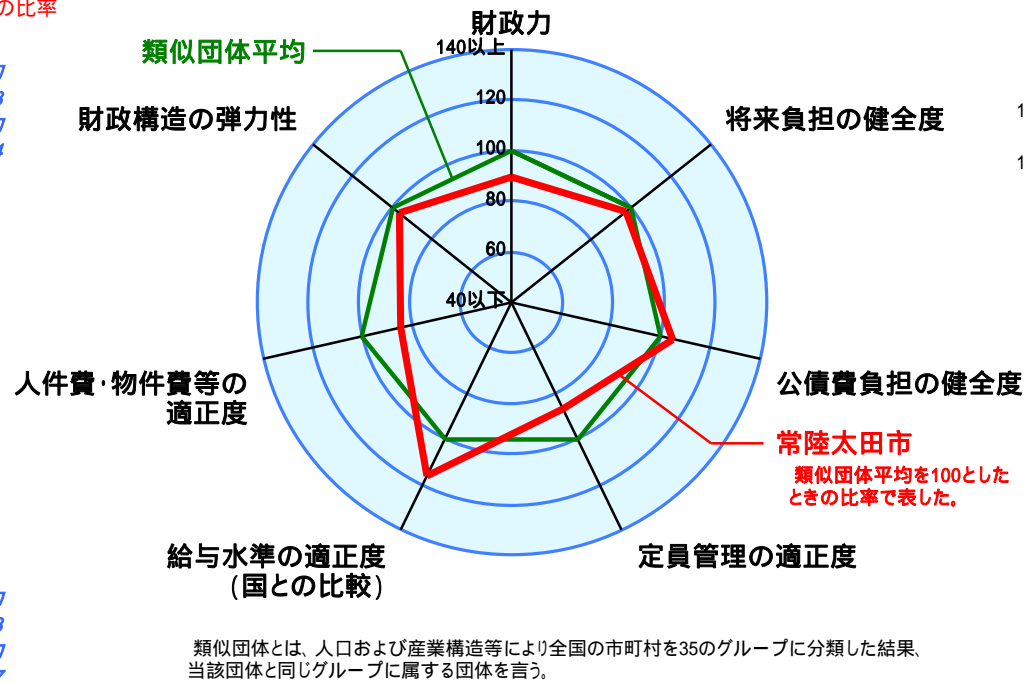 の比率
財政力
140以上
類似団体平均
120
財政構造の弾力性
将来負担の健全度
100
80
60
40以下
人件費・物件費等の
適正度
公債費負担の健全度
常陸太田市
類似団体平均を100とした
ときの比率で表した。
給与水準の適正度
(国との比較)
定員管理の適正度
類似団体とは、人口および産業構造等により全国の市町村を35のグループに分類した結果、
当該団体と同じグループに属する団体を言う。